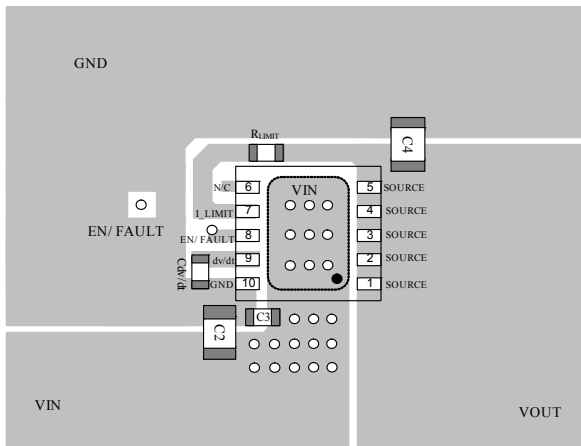 GND
RLIMIT
C4
N/C 6 VIN 5 SOURCE
I_LIMIT 7 4 SOURCE
EN/ FAULT
EN/ FAULT 8 3 SOURCE
Cdv/dt
dv/dt 9 2 SOURCE
GND 10 1 SOURCE
C2
C3
VIN
VOUT